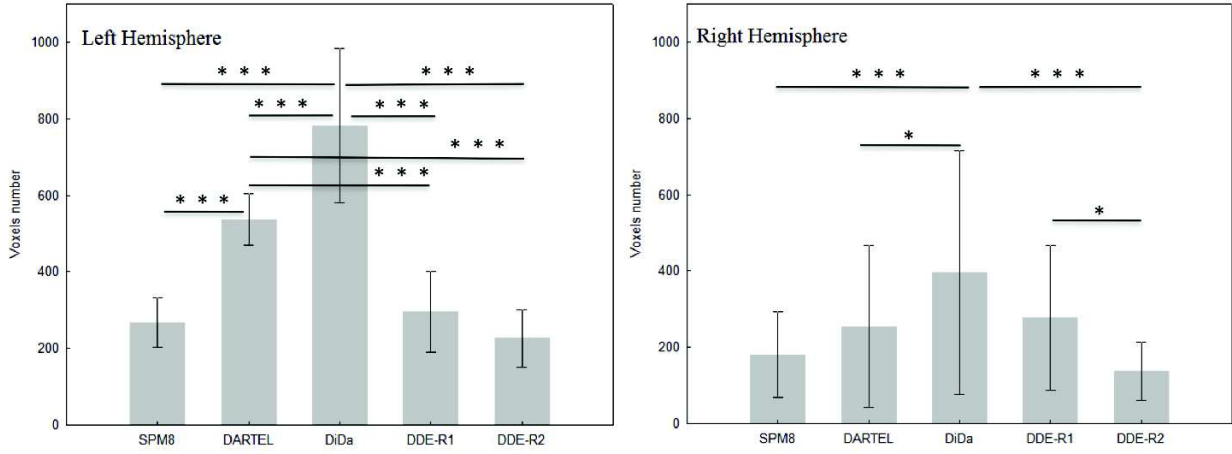 Left Hemisphere
Voxels number
1000
800
600
400
200
0
* * *
* * *
* * *
* * *
* * *
* * *
* * *
SPM8 DARTEL DiDa DDE-R1 DDE-R2
Right Hemisphere
Voxels number
1000
800
600
400
200
0
* * *
* * *
*
*
SPM8 DARTEL DiDa DDE-R1 DDE-R2